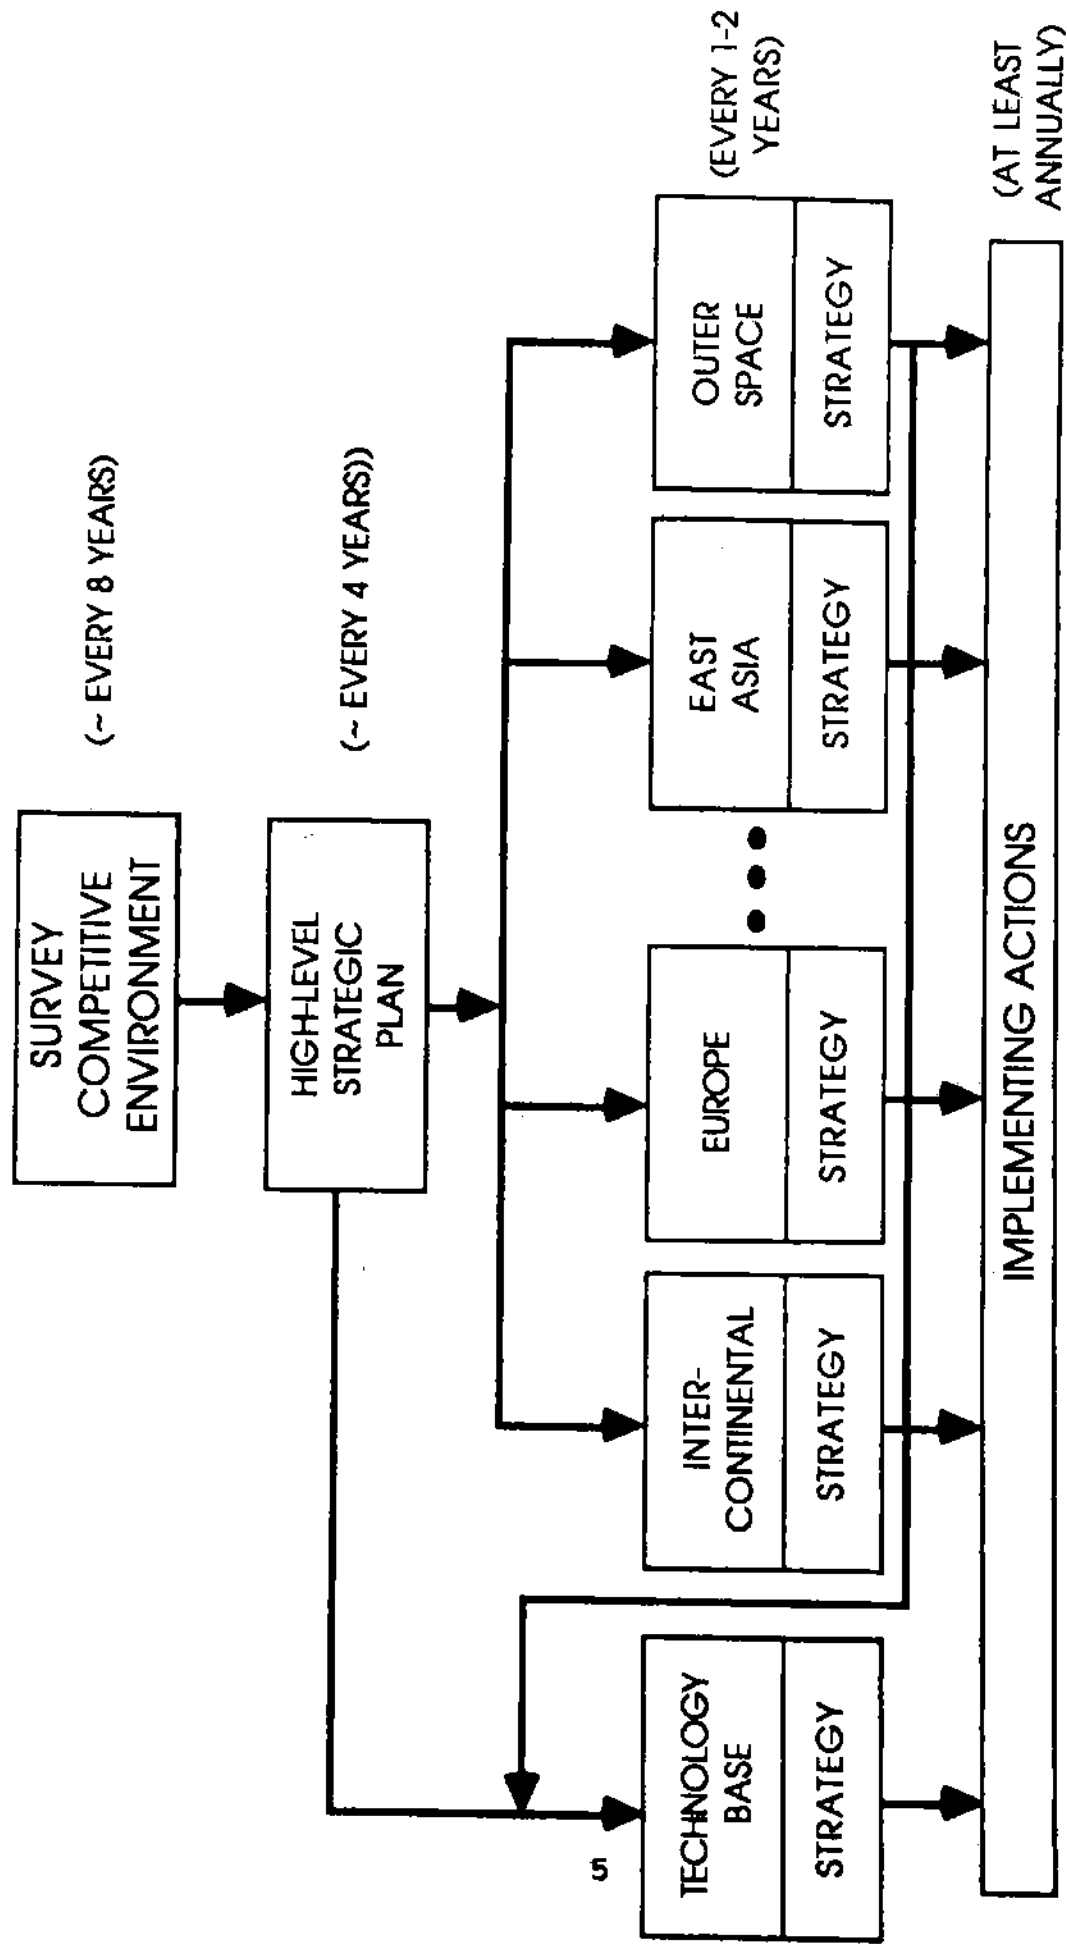 SURVEY
COMPETITIVE
ENVIRONMENT
(~ EVERY 8 YEARS)
HIGH-LEVEL
STRATEGIC
PLAN
(~ EVERY 4 YEARS))
TECHNOLOGY
BASE
STRATEGY
INTER-
CONTINENTAL
STRATEGY
EUROPE
STRATEGY
EAST
ASIA
STRATEGY
OUTER
SPACE
STRATEGY
(EVERY 1-2
YEARS)
IMPLEMENTING ACTIONS
(AT LEAST
ANNUALLY)
5